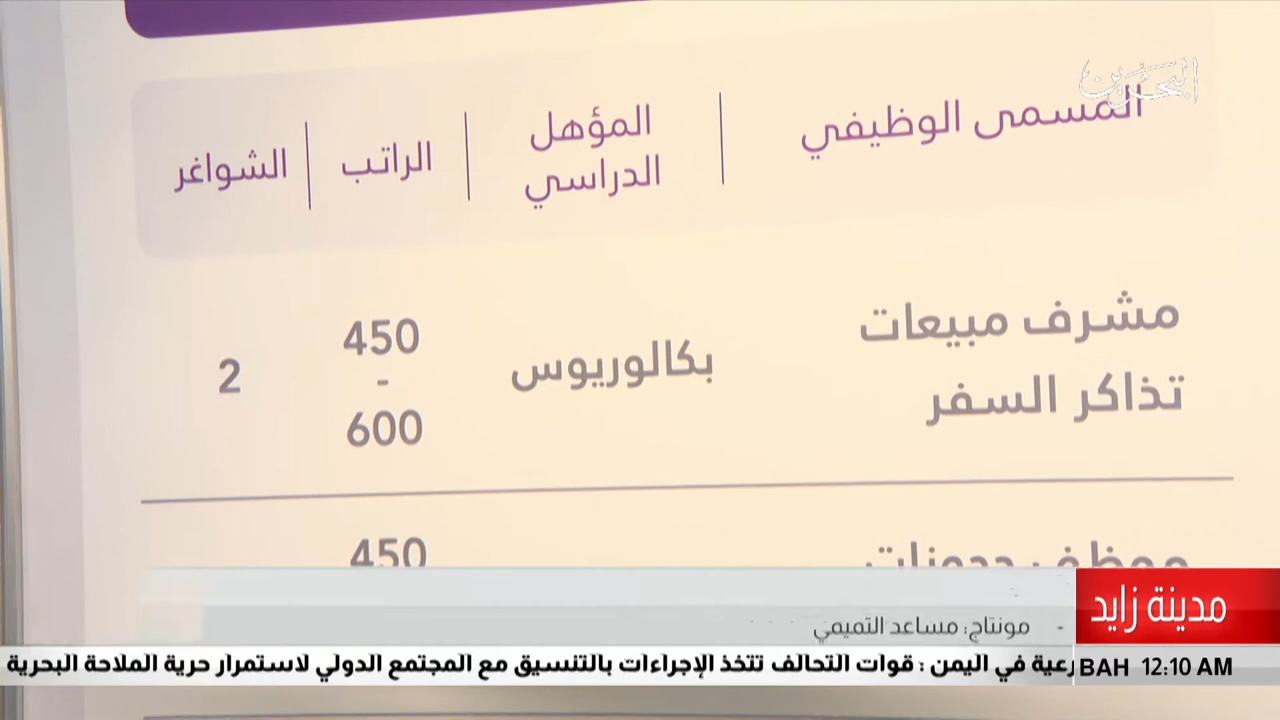 البحرين
المسمى الوظيفي
المؤهل
الدراسي
الراتب
الشواغر
مشرف مبيعات
تذاكر السفر
بكالوريوس
450
-
600
2
موظف حجوزات
450
مدينة زايد
- مونتاج: مساعد التميمي
BAH 12:10 AM
رعية في اليمن : قوات التحالف تتخذ الإجراءات بالتنسيق مع المجتمع الدولي لاستمرار حرية الملاحة البحرية